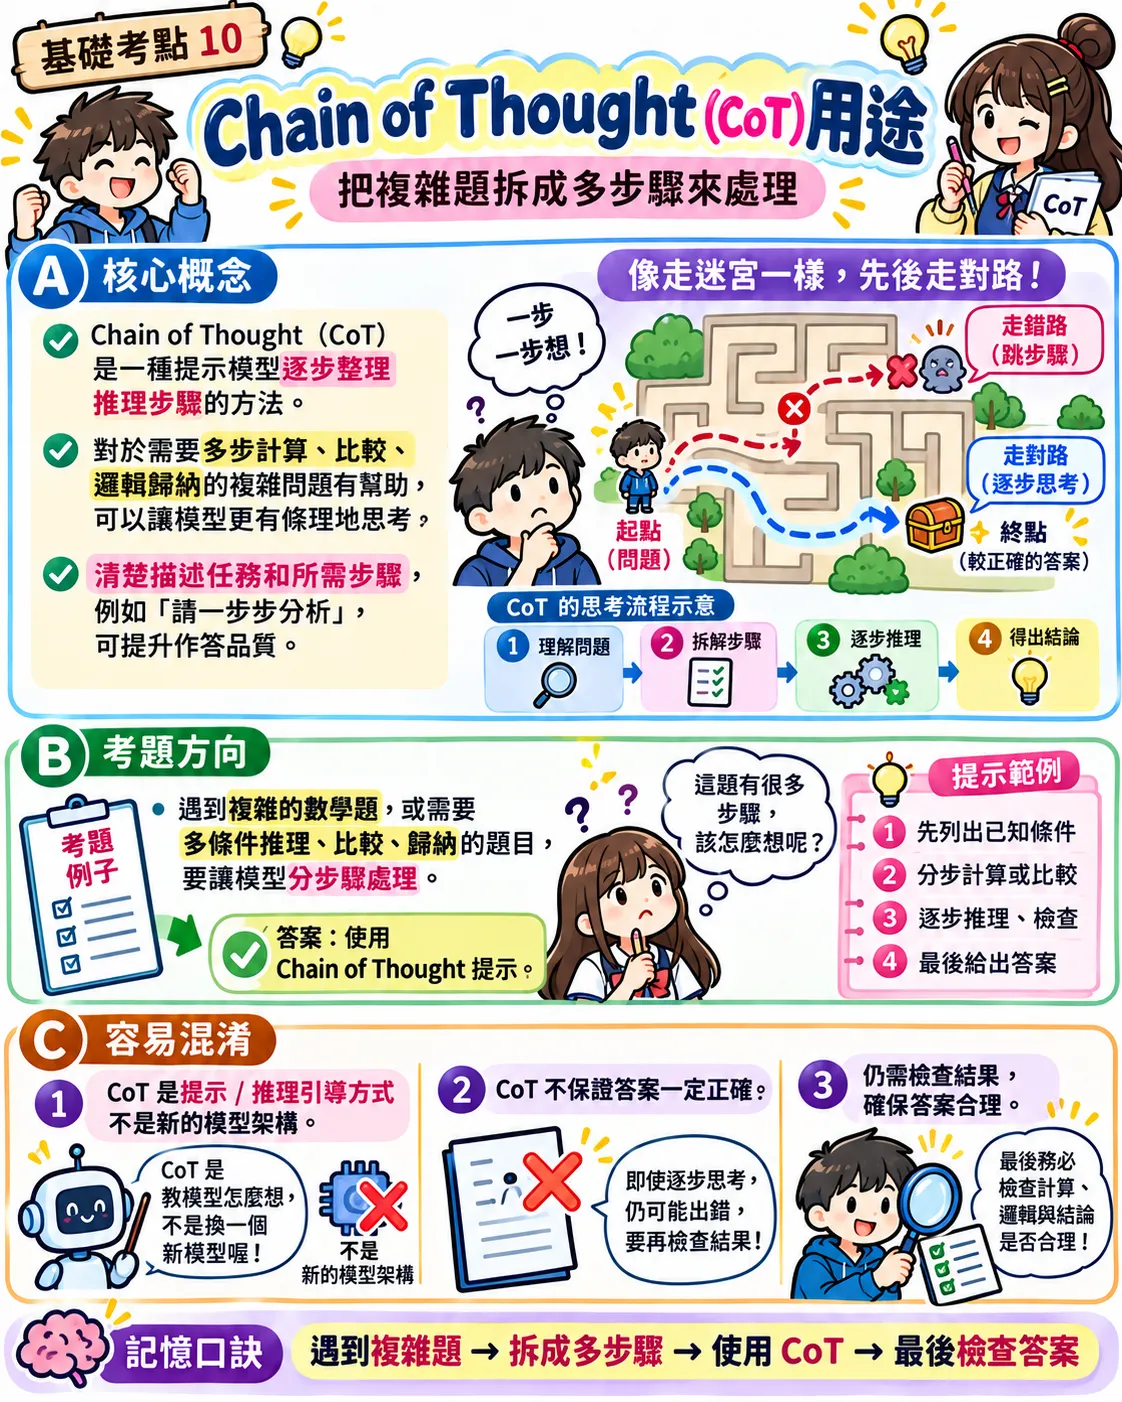 基礎考點 10
Chain of Thought (CoT) 用途
把複雜題拆成多步驟來處理
CoT
A 核心概念
Chain of Thought（CoT）
是一種提示模型逐步整理
推理步驟的方法。
對於需要多步計算、比較、
邏輯歸納的複雜問題有幫助，
可以讓模型更有條理地思考，
清楚描述任務和所需步驟，
例如「請一步步分析」，
可提升作答品質。
一步
一步想！
?
像走迷宮一樣，先後走對路！
走錯路
（跳步驟）
走對路
（逐步思考）
起點
（問題）
終點
（較正確的答案）
CoT 的思考流程示意
1 理解問題
2 拆解步驟
3 逐步推理
4 得出結論
B 考題方向
考題
例子
• 遇到複雜的數學題，或需要
多條件推理、比較、歸納的題目，
要讓模型分步驟處理。
答案：使用
Chain of Thought 提示。
? ?
這題有很多
步驟，
該怎麼想呢？
提示範例
1 先列出已知條件
2 分步計算或比較
3 逐步推理、檢查
4 最後給出答案
C 容易混淆
1 CoT 是提示 / 推理引導方式
不是新的模型架構。
CoT 是
教模型怎麼想，
不是換一個
新模型喔！
不是
新的模型架構
2 CoT 不保證答案一定正確。
即使逐步思考，
仍可能出錯，
要再檢查結果！
3 仍需檢查結果，
確保答案合理。
最後務必
檢查計算、
邏輯與結論
是否合理！
記憶口訣
遇到複雜題 → 拆成多步驟 → 使用 CoT → 最後檢查答案